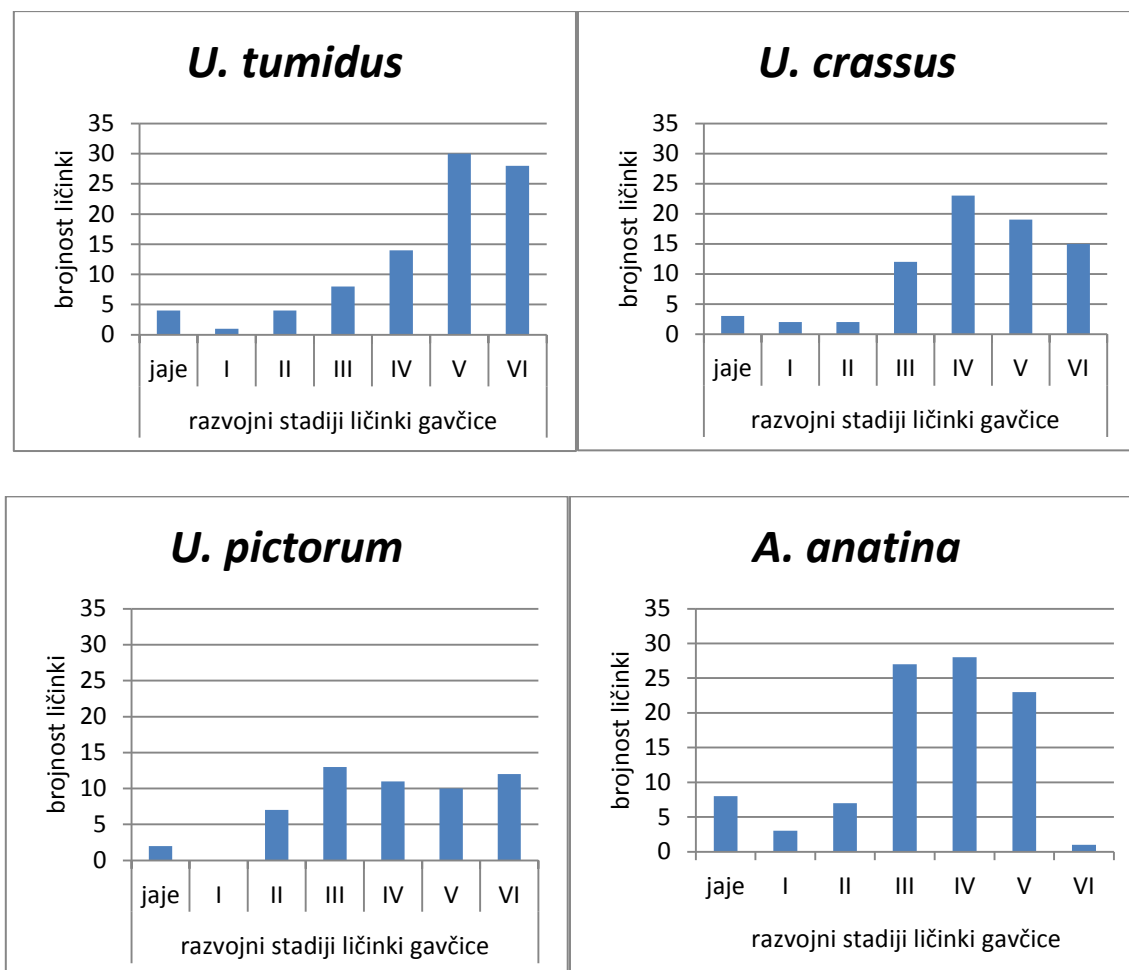 U. tumidus
brojnost ličinki
35
30
25
20
15
10
5
0
jaje I II III IV V VI
razvojni stadiji ličinki gavčice
U. crassus
brojnost ličinki
35
30
25
20
15
10
5
0
jaje I II III IV V VI
razvojni stadiji ličinki gavčice
U. pictorum
brojnost ličinki
35
30
25
20
15
10
5
0
jaje I II III IV V VI
razvojni stadiji ličinki gavčice
A. anatina
brojnost ličinki
35
30
25
20
15
10
5
0
jaje I II III IV V VI
razvojni stadiji ličinki gavčice